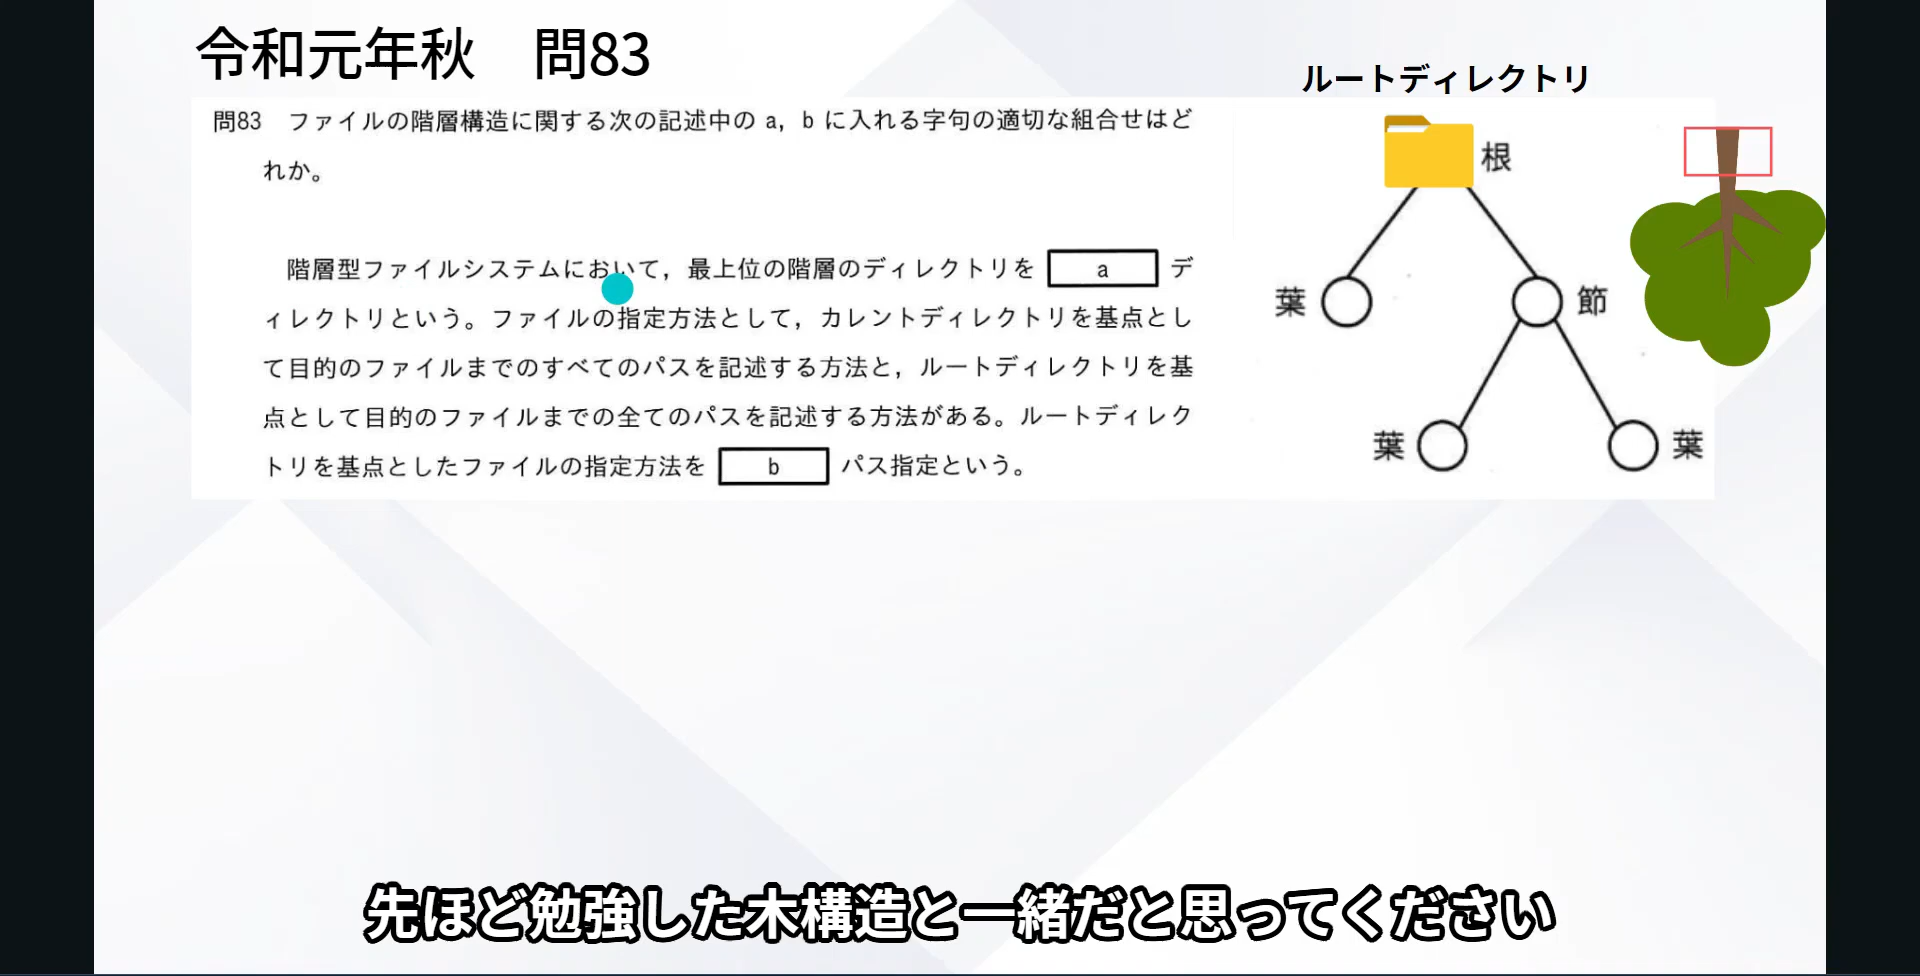 令和元年秋　問83
問83　ファイルの階層構造に関する次の記述中の a，b に入れる字句の適切な組合せはど
れか。
階層型ファイルシステムにおいて，最上位の階層のディレクトリを a デ
ィレクトリという。ファイルの指定方法として，カレントディレクトリを基点とし
て目的のファイルまでのすべてのパスを記述する方法と，ルートディレクトリを基
点として目的のファイルまでの全てのパスを記述する方法がある。ルートディレク
トリを基点としたファイルの指定方法を b パス指定という。
ルートディレクトリ
根
葉
節
葉
葉
先ほど勉強した木構造と一緒だと思ってください